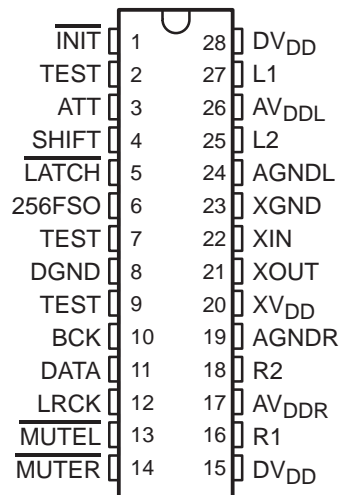 INIT 1 28 DVDD
TEST 2 27 L1
ATT 3 26 AVDDL
SHIFT 4 25 L2
LATCH 5 24 AGNDL
256FSO 6 23 XGND
TEST 7 22 XIN
DGND 8 21 XOUT
TEST 9 20 XVDD
BCK 10 19 AGNDR
DATA 11 18 R2
LRCK 12 17 AVDDR
MUTEL 13 16 R1
MUTER 14 15 DVDD